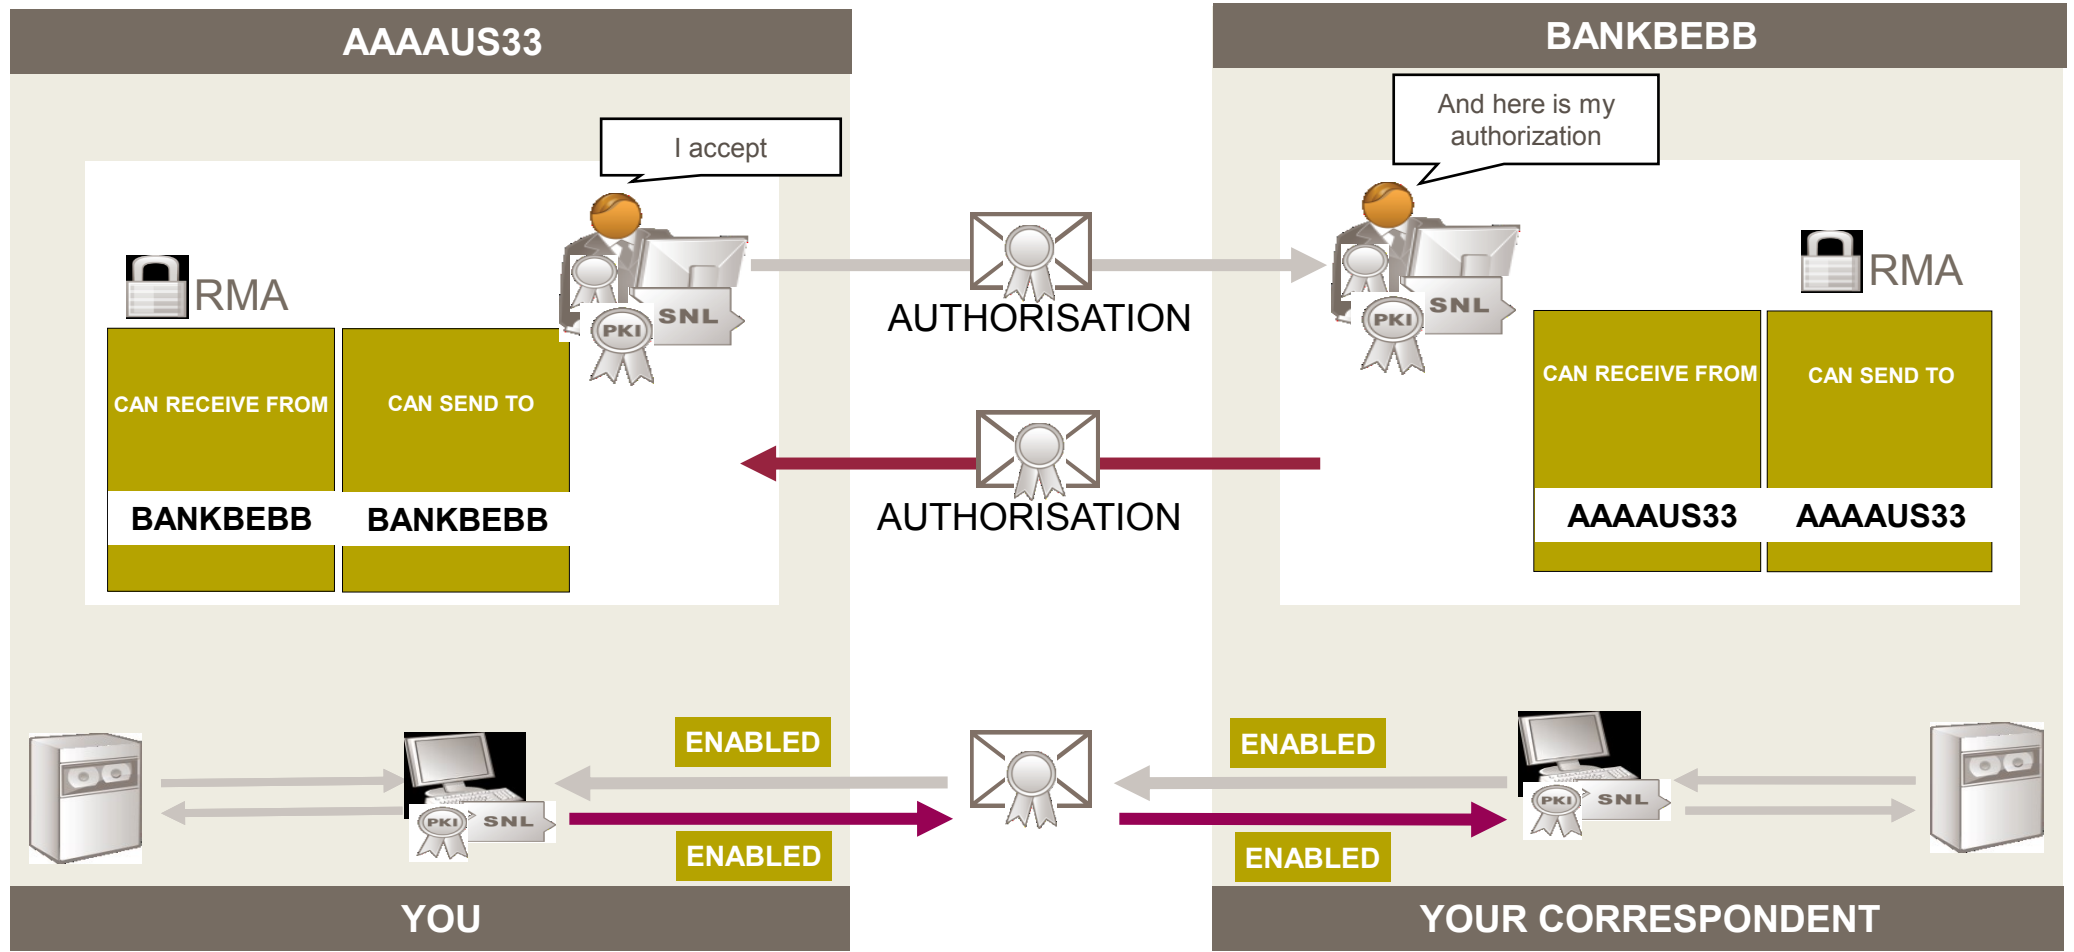 AAAAUS33
BANKBEBB
I accept
And here is my
authorization
RMA
SNL
PKI
CAN RECEIVE FROM
CAN SEND TO
BANKBEBB
BANKBEBB
AUTHORISATION
AUTHORISATION
SNL
PKI
RMA
CAN RECEIVE FROM
CAN SEND TO
AAAAUS33
AAAAUS33
ENABLED
ENABLED
PKI
SNL
PKI
SNL
ENABLED
ENABLED
YOU
YOUR CORRESPONDENT